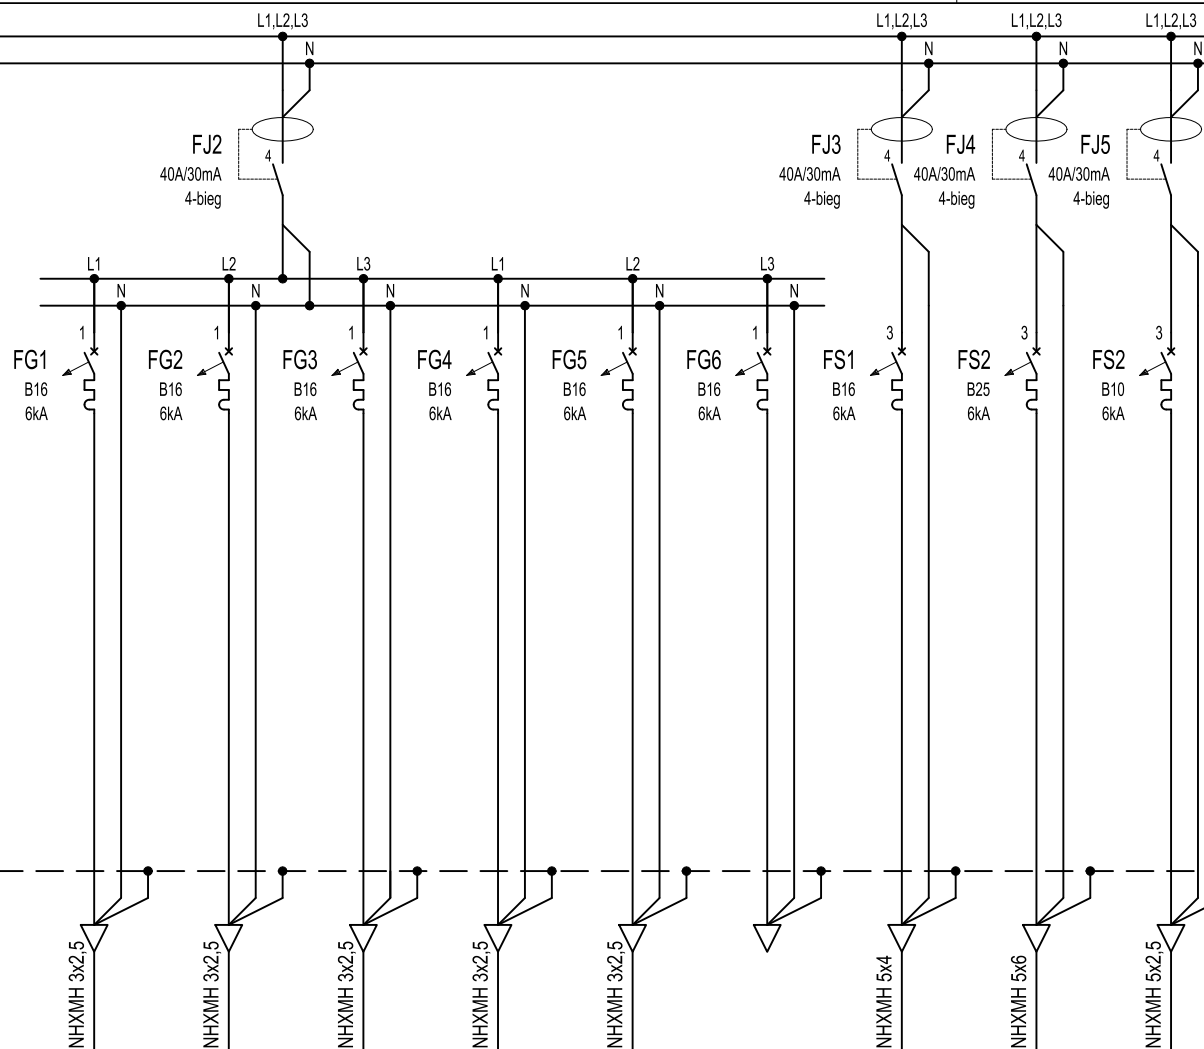 L1,L2,L3
L1,L2,L3
L1,L2,L3
L1,L2,L3
N
N
N
N
FJ2
4
40A/30mA
4-bieg
FJ3
4
40A/30mA
4-bieg
FJ4
4
40A/30mA
4-bieg
FJ5
4
40A/30mA
4-bieg
L1
L2
L3
L1
L2
L3
N
N
N
N
N
N
1
FG1
B16
6kA
1
FG2
B16
6kA
1
FG3
B16
6kA
1
FG4
B16
6kA
1
FG5
B16
6kA
1
FG6
B16
6kA
3
FS1
B16
6kA
3
FS2
B25
6kA
3
FS2
B10
6kA
NHXMH 3x2,5
NHXMH 3x2,5
NHXMH 3x2,5
NHXMH 3x2,5
NHXMH 3x2,5
NHXMH 5x4
NHXMH 5x6
NHXMH 5x2,5